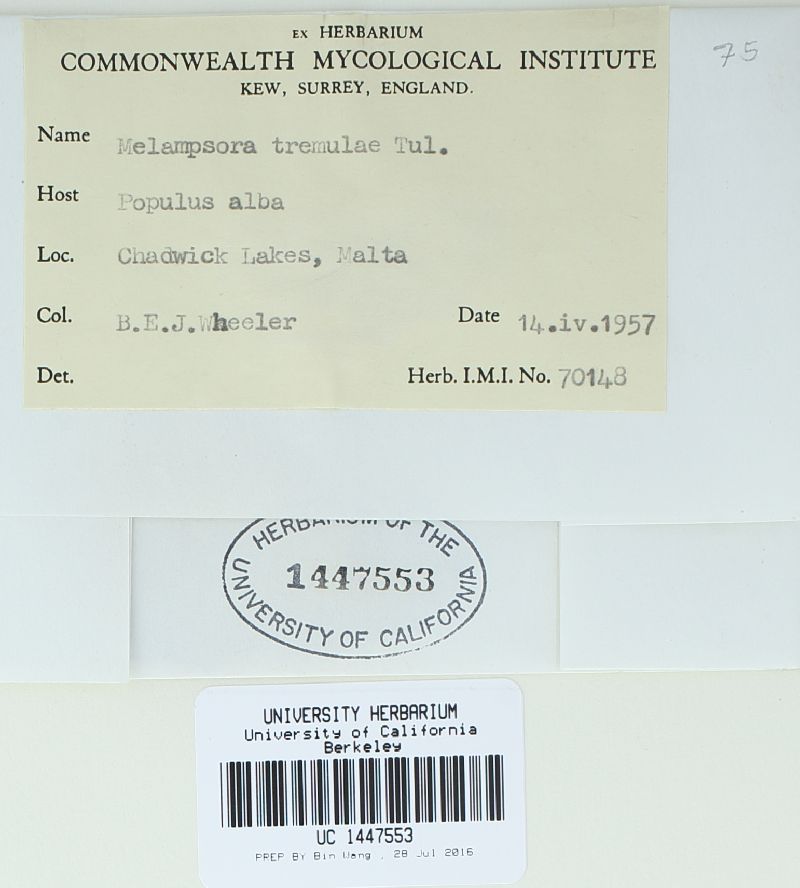 EX HERBARIUM
COMMONWEALTH MYCOLOGICAL INSTITUTE
KEW, SURREY, ENGLAND.
75
Name Melampsora tremulae Tul.
Host Populus alba
Loc. Chadwick Lakes, Malta
Col. B.E.J.Wheeler Date 14.iv.1957
Det. Herb. I.M.I. No. 70148
HERBARIUM OF THE
1447553
UNIVERSITY OF CALIFORNIA
UNIVERSITY HERBARIUM
University of California
Berkeley
UC 1447553
PREP BY Bin Wang , 28 Jul 2016